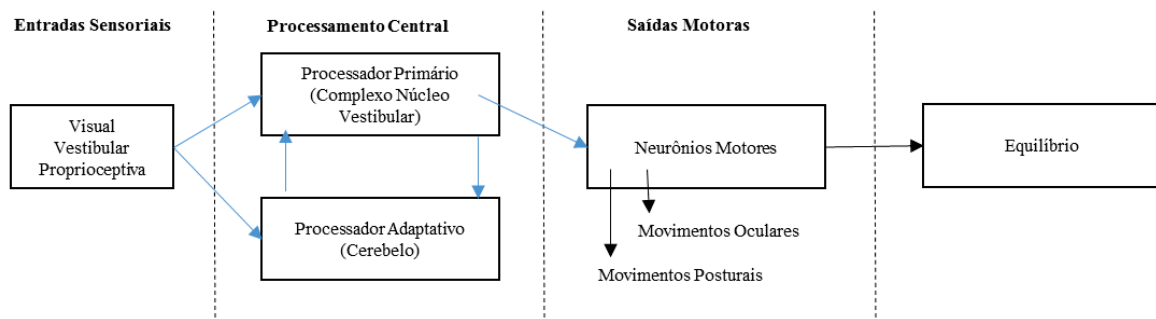 Entradas Sensoriais
Processamento Central
Saídas Motoras
Visual
Vestibular
Proprioceptiva
Processador Primário
(Complexo Núcleo
Vestibular)
Processador Adaptativo
(Cerebelo)
Neurônios Motores
Movimentos Oculares
Movimentos Posturais
Equilíbrio